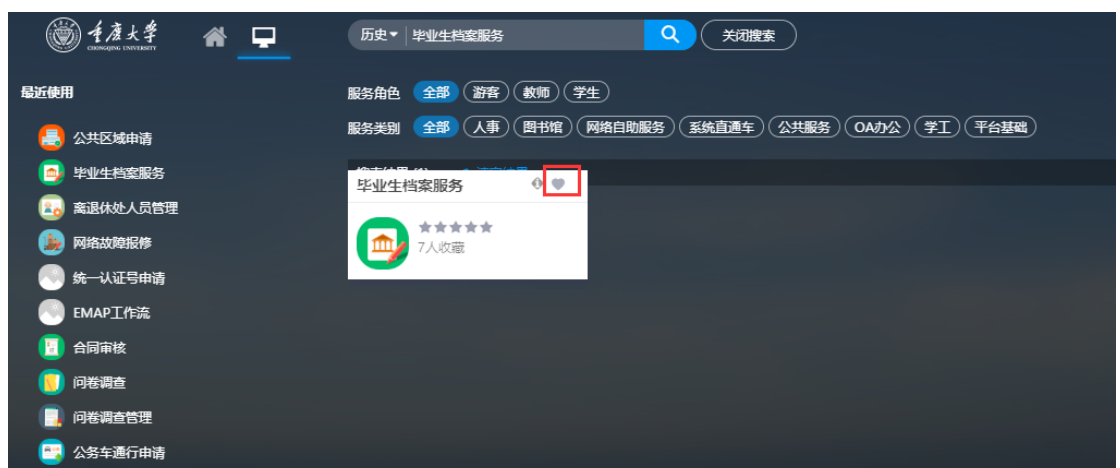 重庆大学
CHONGQING UNIVERSITY
历史 毕业生档案服务
关闭搜索
最近使用
公共区域申请
毕业生档案服务
离退休处人员管理
网络故障报修
统一认证号申请
EMAP工作流
合同审核
问卷调查
问卷调查管理
公务车通行申请
服务角色 全部 游客 教师 学生
服务类别 全部 人事 图书馆 网络自助服务 系统直通车 公共服务 OA办公 学工 平台基础
毕业生档案服务
7人收藏